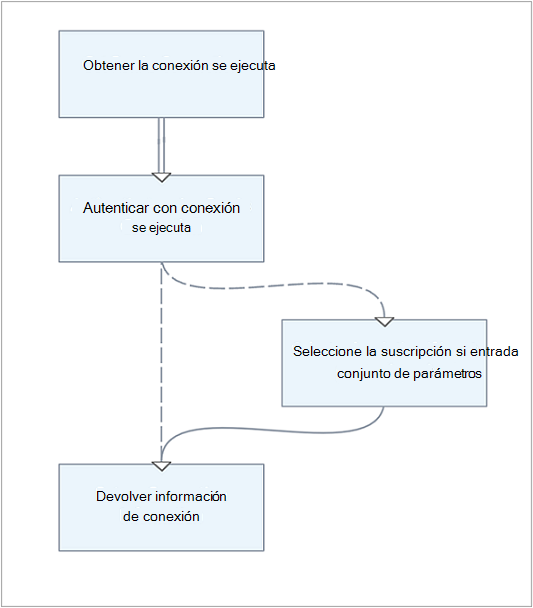 Obtener la conexión se ejecuta
Autenticar con conexión
se ejecuta
Seleccione la suscripción si entrada
conjunto de parámetros
Devolver información
de conexión